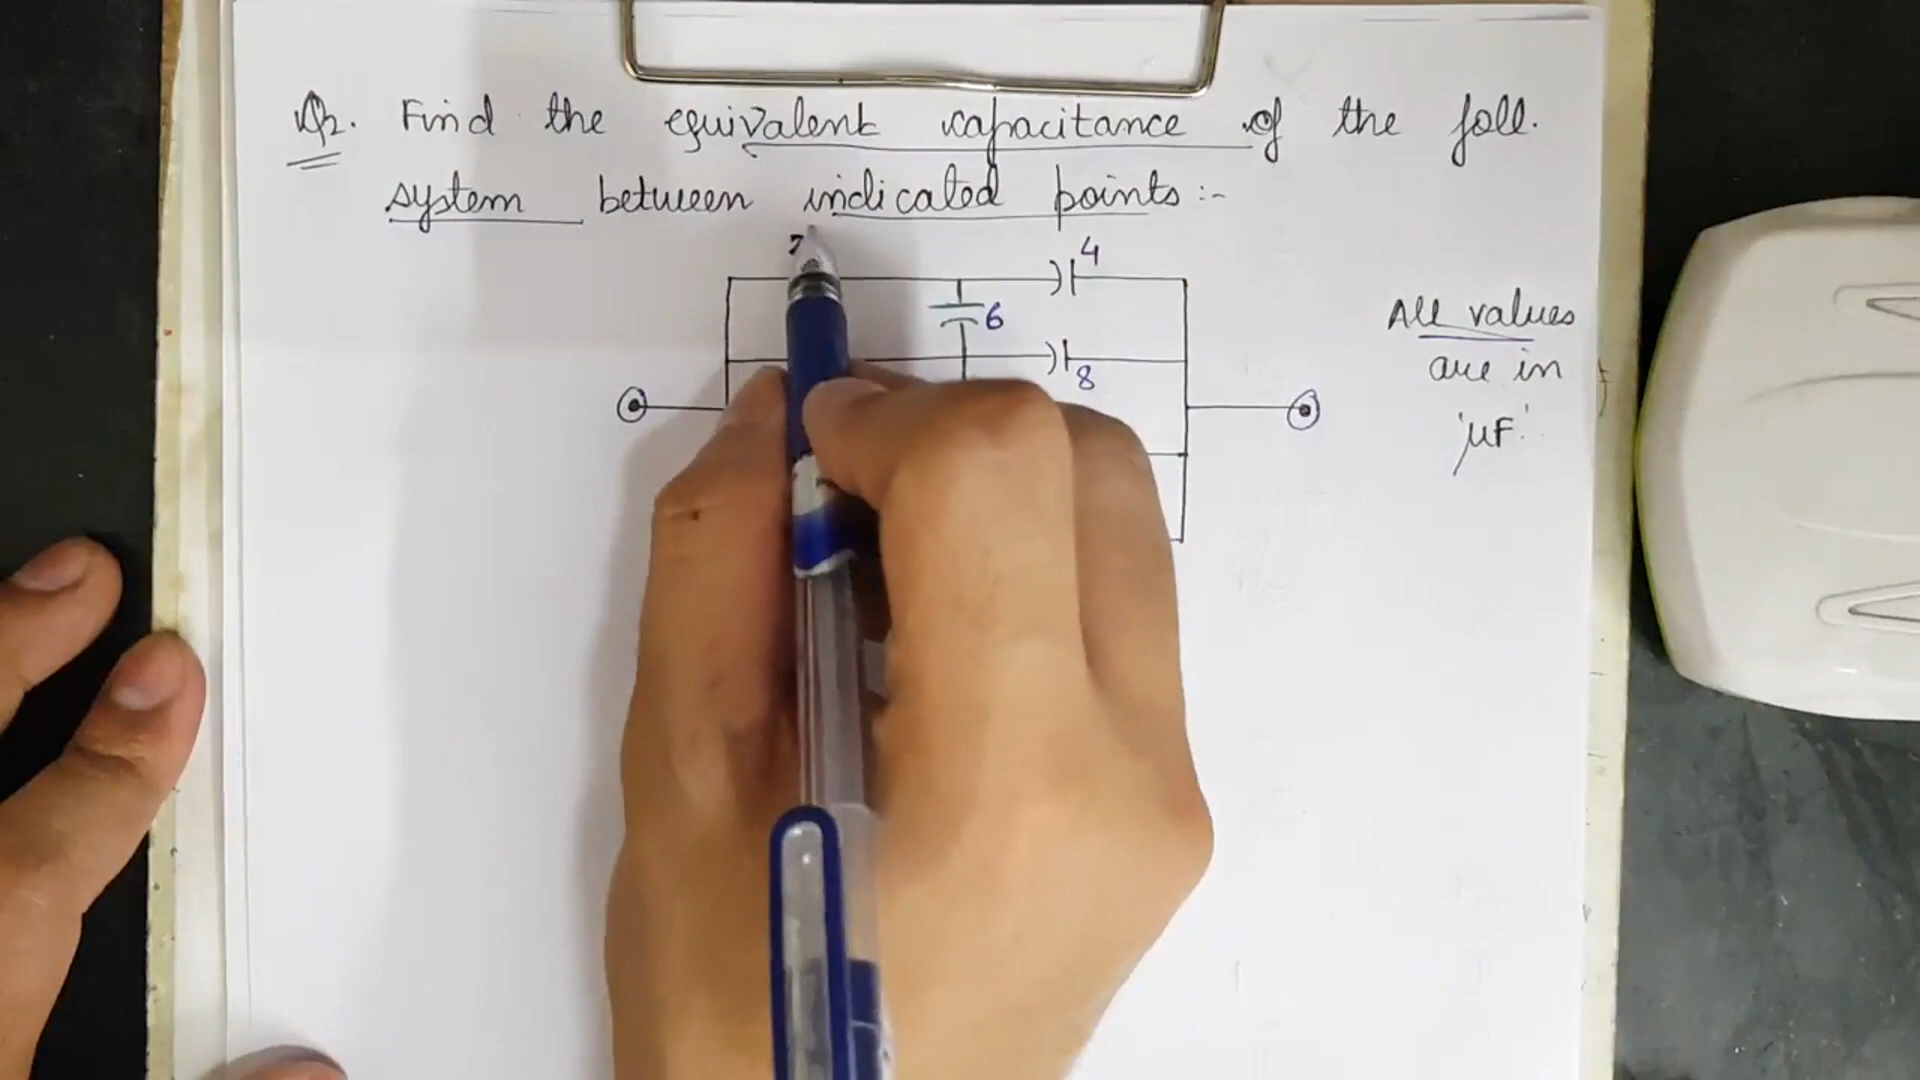 Q2. Find the equivalent capacitance of the foll.
system between indicated points :-
4
6
8
All values
are in
'μF'